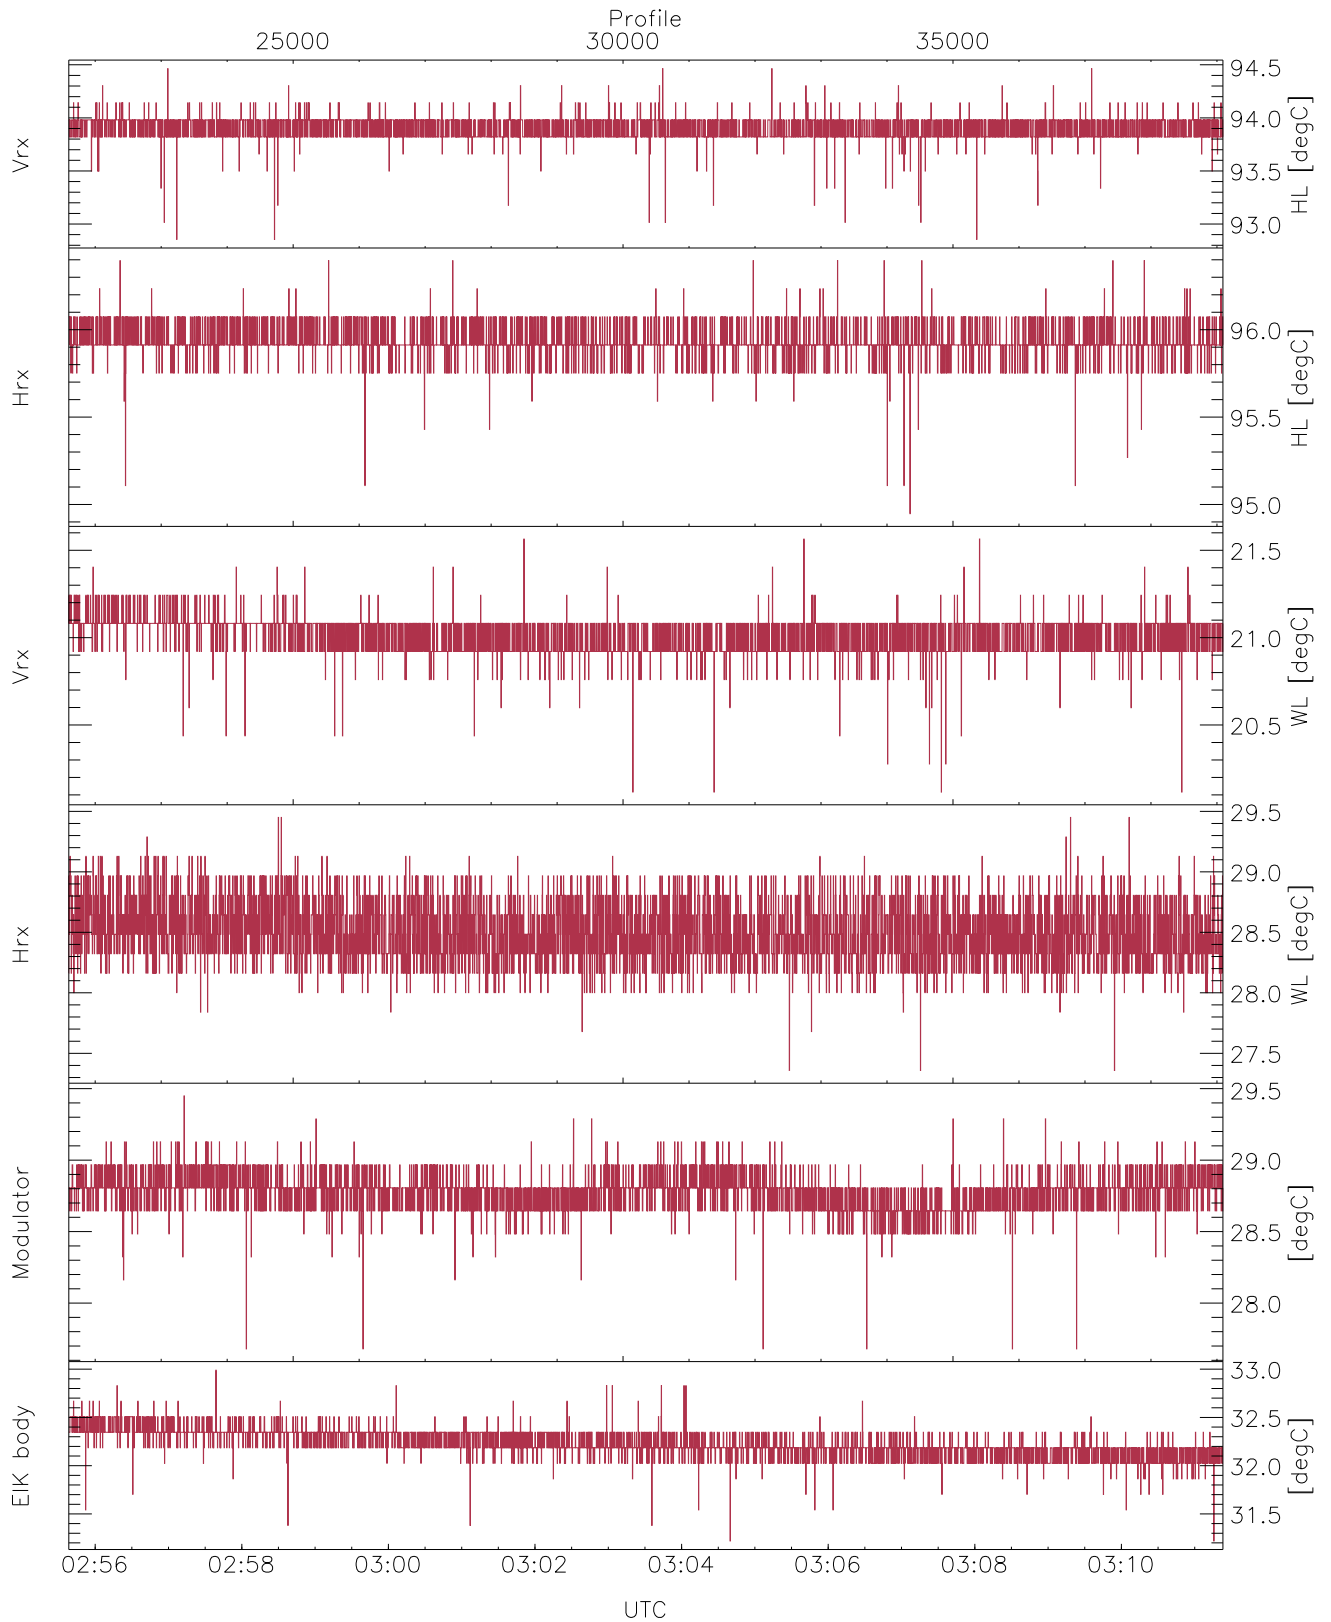 Profile
25000 30000 35000
Vrx
94.5
94.0
93.5
93.0
HL [degC]
Hrx
96.0
95.5
95.0
HL [degC]
Vrx
21.5
21.0
20.5
WL [degC]
Hrx
29.5
29.0
28.5
28.0
27.5
WL [degC]
Modulator
29.5
29.0
28.5
28.0
[degC]
EIK body
33.0
32.5
32.0
31.5
[degC]
02:56 02:58 03:00 03:02 03:04 03:06 03:08 03:10
UTC